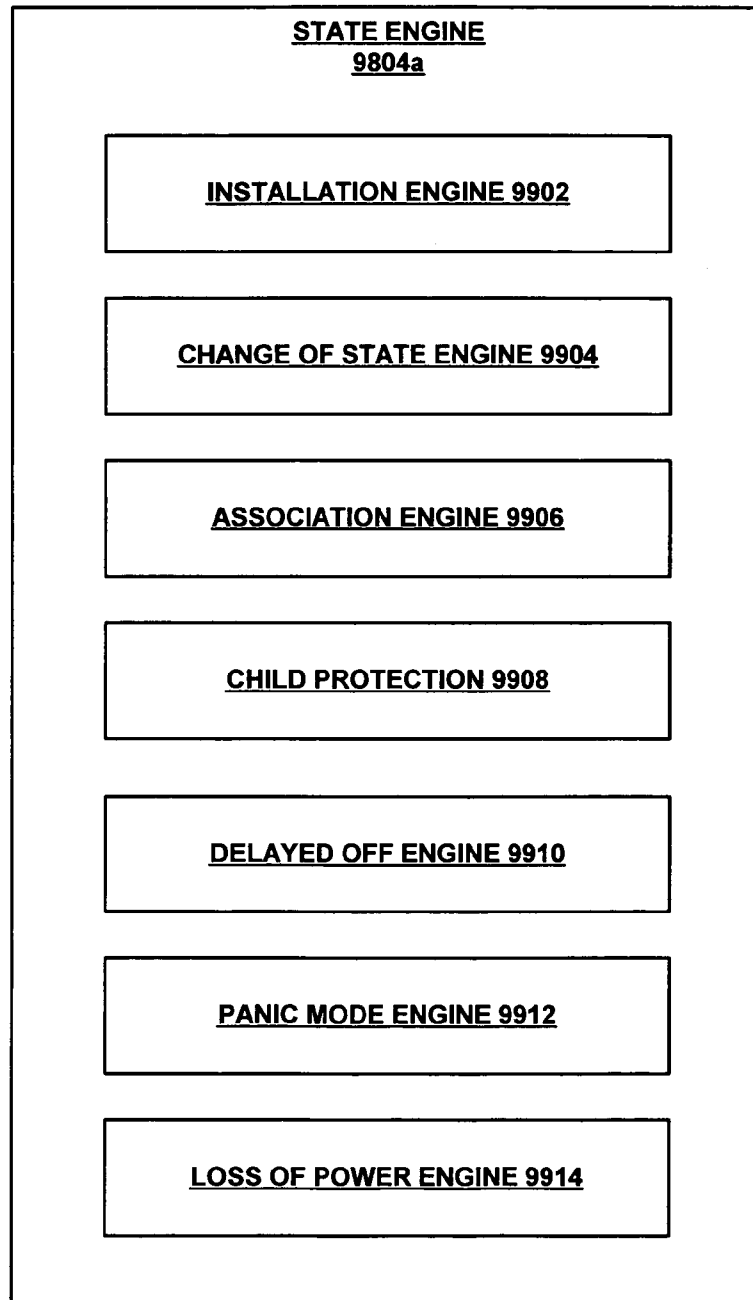 STATE ENGINE
9804a
INSTALLATION ENGINE 9902
CHANGE OF STATE ENGINE 9904
ASSOCIATION ENGINE 9906
CHILD PROTECTION 9908
DELAYED OFF ENGINE 9910
PANIC MODE ENGINE 9912
LOSS OF POWER ENGINE 9914